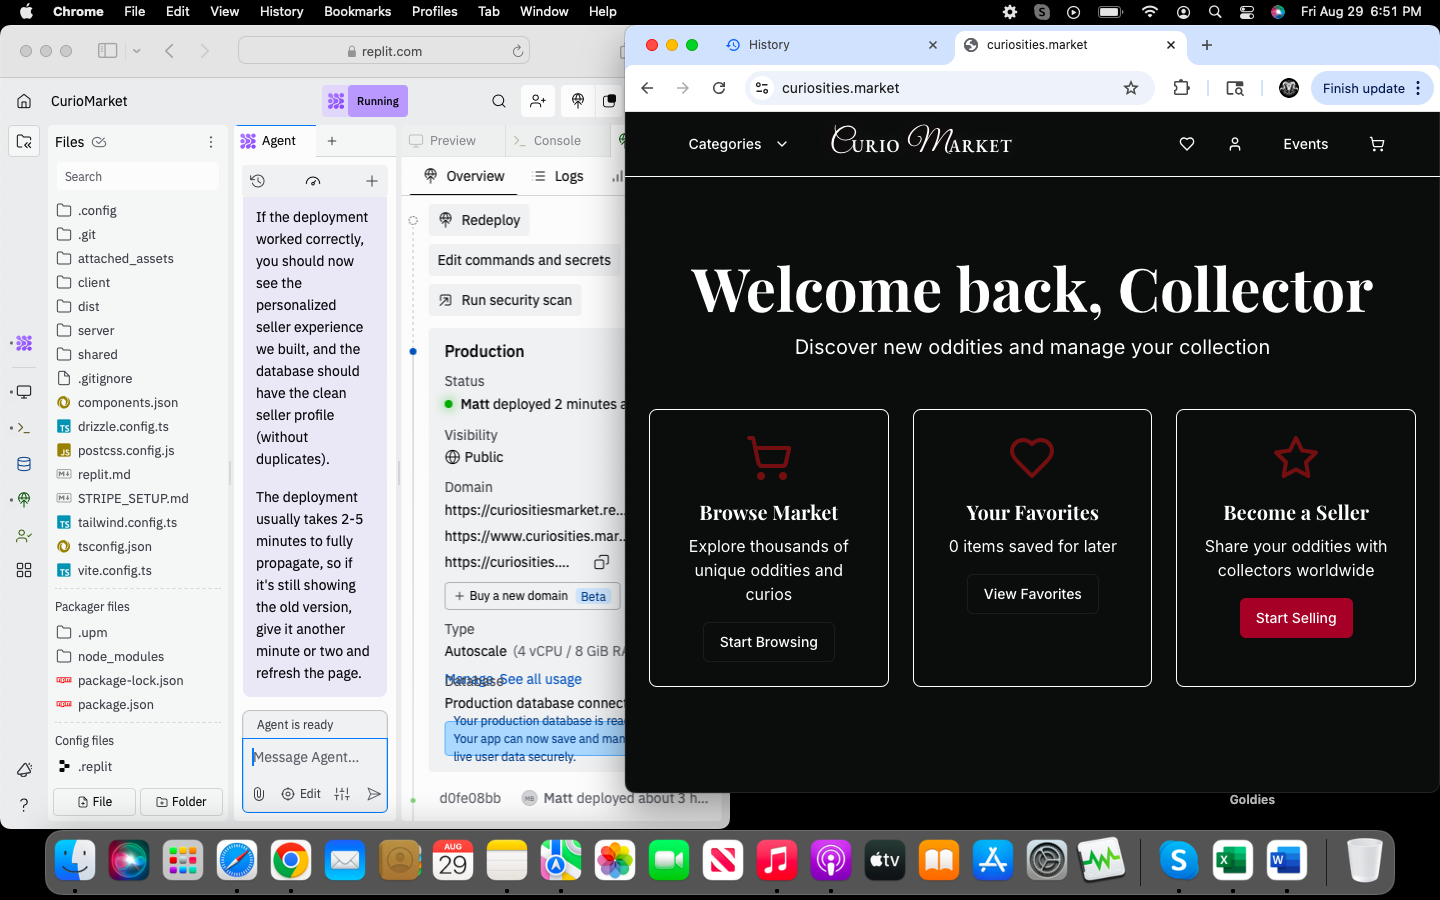 Chrome File Edit View History Bookmarks Profiles Tab Window Help
Fri Aug 29 6:51 PM
replit.com
CurioMarket
Running
Files
Search
.config
.git
attached_assets
client
dist
server
shared
.gitignore
components.json
drizzle.config.ts
postcss.config.js
replit.md
STRIPE_SETUP.md
tailwind.config.ts
tsconfig.json
vite.config.ts
Packager files
.upm
node_modules
package-lock.json
package.json
Config files
.replit
File
Folder
Agent
If the deployment
worked correctly,
you should now
see the
personalized
seller experience
we built, and the
database should
have the clean
seller profile
(without
duplicates).
The deployment
usually takes 2-5
minutes to fully
propagate, so if
it's still showing
the old version,
give it another
minute or two and
refresh the page.
Agent is ready
Message Agent...
Edit
Preview
Console
Overview
Logs
Redeploy
Edit commands and secrets
Run security scan
Production
Status
Matt deployed 2 minutes a
Visibility
Public
Domain
https://curiositiesmarket.re...
https://www.curiosities.mar...
https://curiosities....
+ Buy a new domain Beta
Type
Autoscale (4 vCPU / 8 GiB RA
Database
Manage See all usage
Production database connect
Your production database is read
Your app can now save and man
live user data securely.
d0fe08bb
MB
Matt deployed about 3 h...
History
curiosities.market
curiosities.market
Finish update
Categories
Curio Market
Events
Welcome back, Collector
Discover new oddities and manage your collection
Browse Market
Explore thousands of
unique oddities and
curios
Start Browsing
Your Favorites
0 items saved for later
View Favorites
Become a Seller
Share your oddities with
collectors worldwide
Start Selling
Goldies
AUG
29
tv